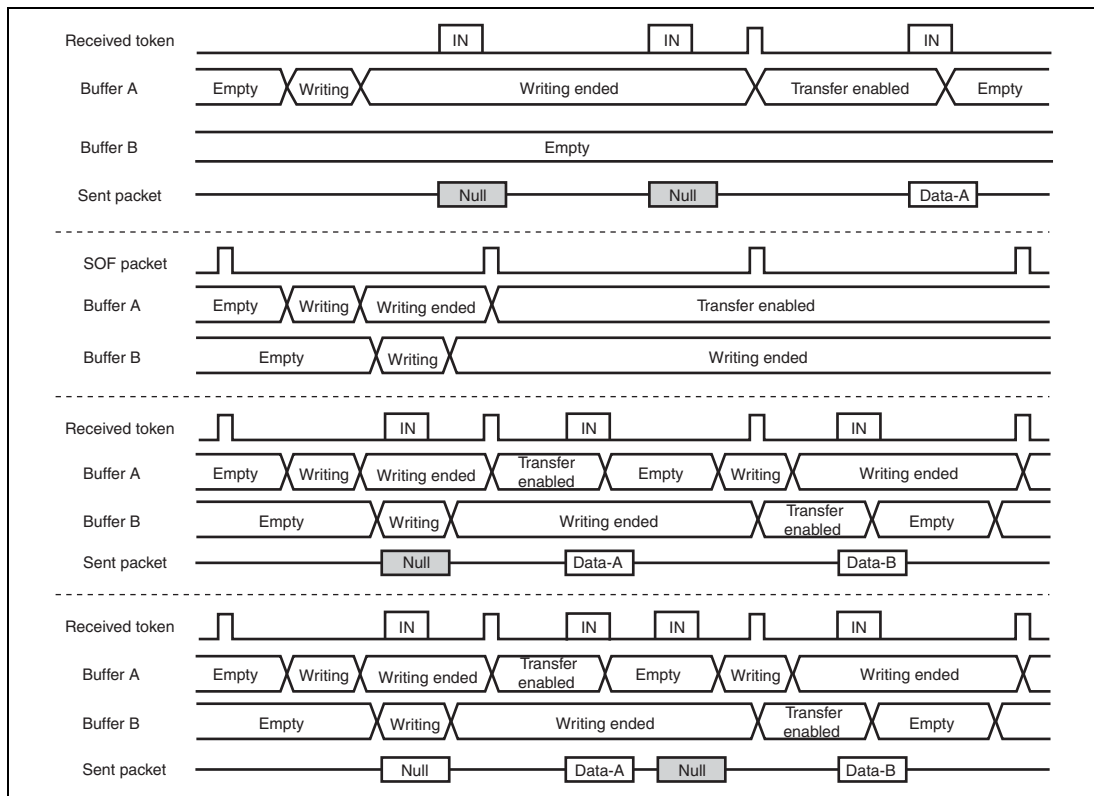 Received token IN IN IN
Buffer A Empty Writing Writing ended Transfer enabled Empty
Buffer B Empty
Sent packet Null Null Data-A
SOF packet
Buffer A Empty Writing Writing ended Transfer enabled
Buffer B Empty Writing Writing ended
Received token IN IN IN
Buffer A Empty Writing Writing ended Transfer enabled Empty Writing Writing ended
Buffer B Empty Writing Writing ended Transfer enabled Empty
Sent packet Null Data-A Data-B
Received token IN IN IN IN
Buffer A Empty Writing Writing ended Transfer enabled Empty Writing Writing ended
Buffer B Empty Writing Writing ended Transfer enabled Empty
Sent packet Null Data-A Null Data-B